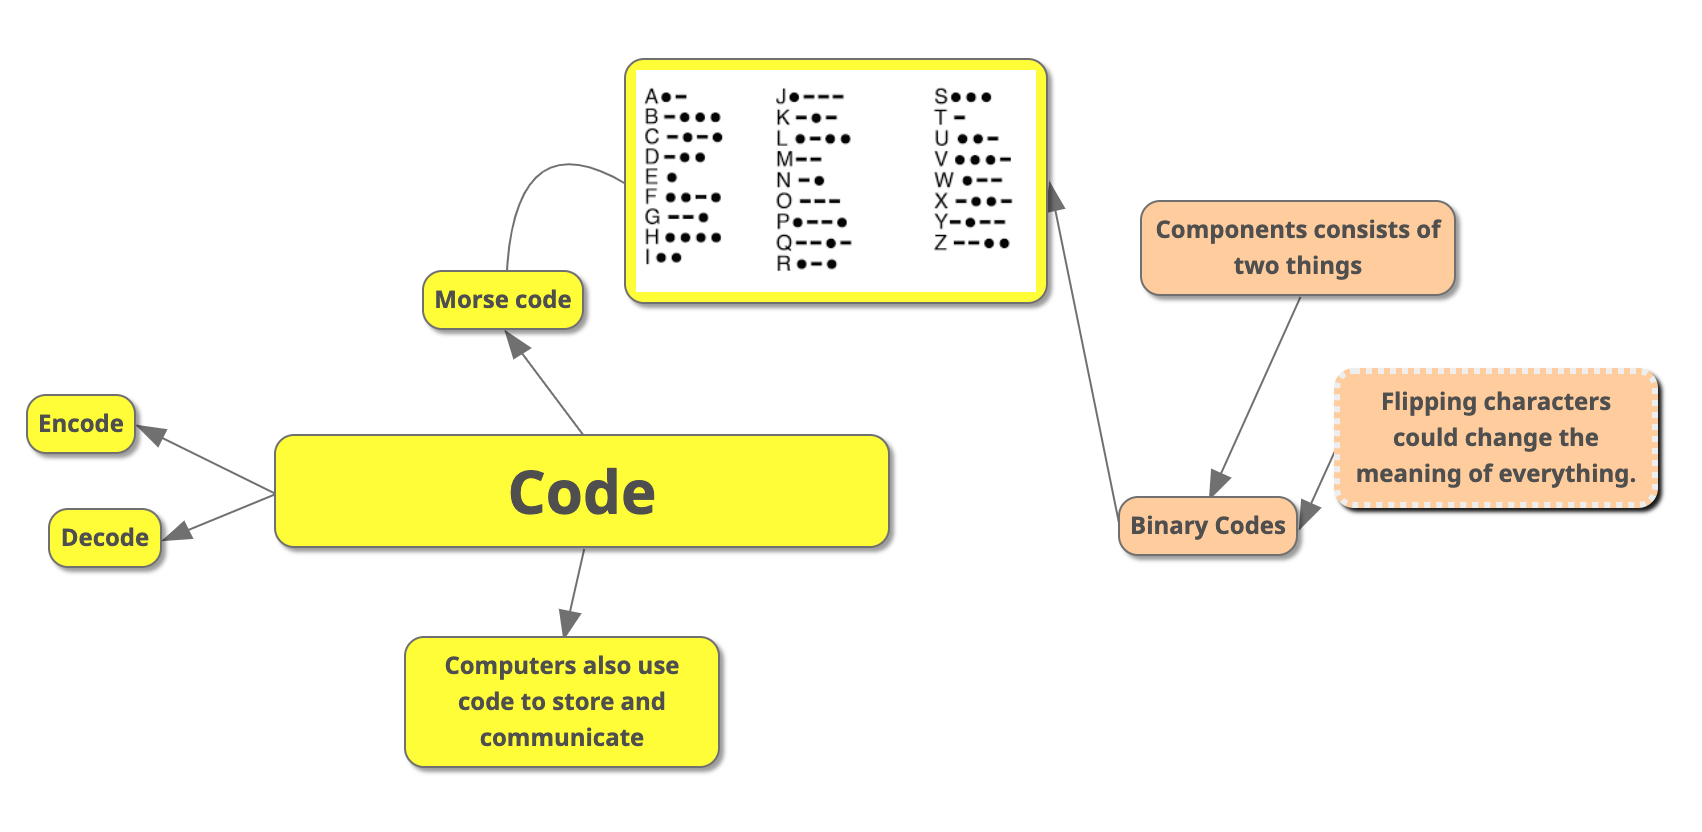 A ●–
B –●●●
C –●–●
D –●●
E ●
F ●●–●
G ––●
H ●●●●
I ●●
J ●–––
K –●–
L ●–●●
M ––
N –●
O –––
P ●––●
Q ––●–
R ●–●
S ●●●
T –
U ●●–
V ●●●–
W ●––
X –●●–
Y –●––
Z ––●●
Components consists of
two things
Morse code
Flipping characters
could change the
meaning of everything.
Encode
Code
Binary Codes
Decode
Computers also use
code to store and
communicate